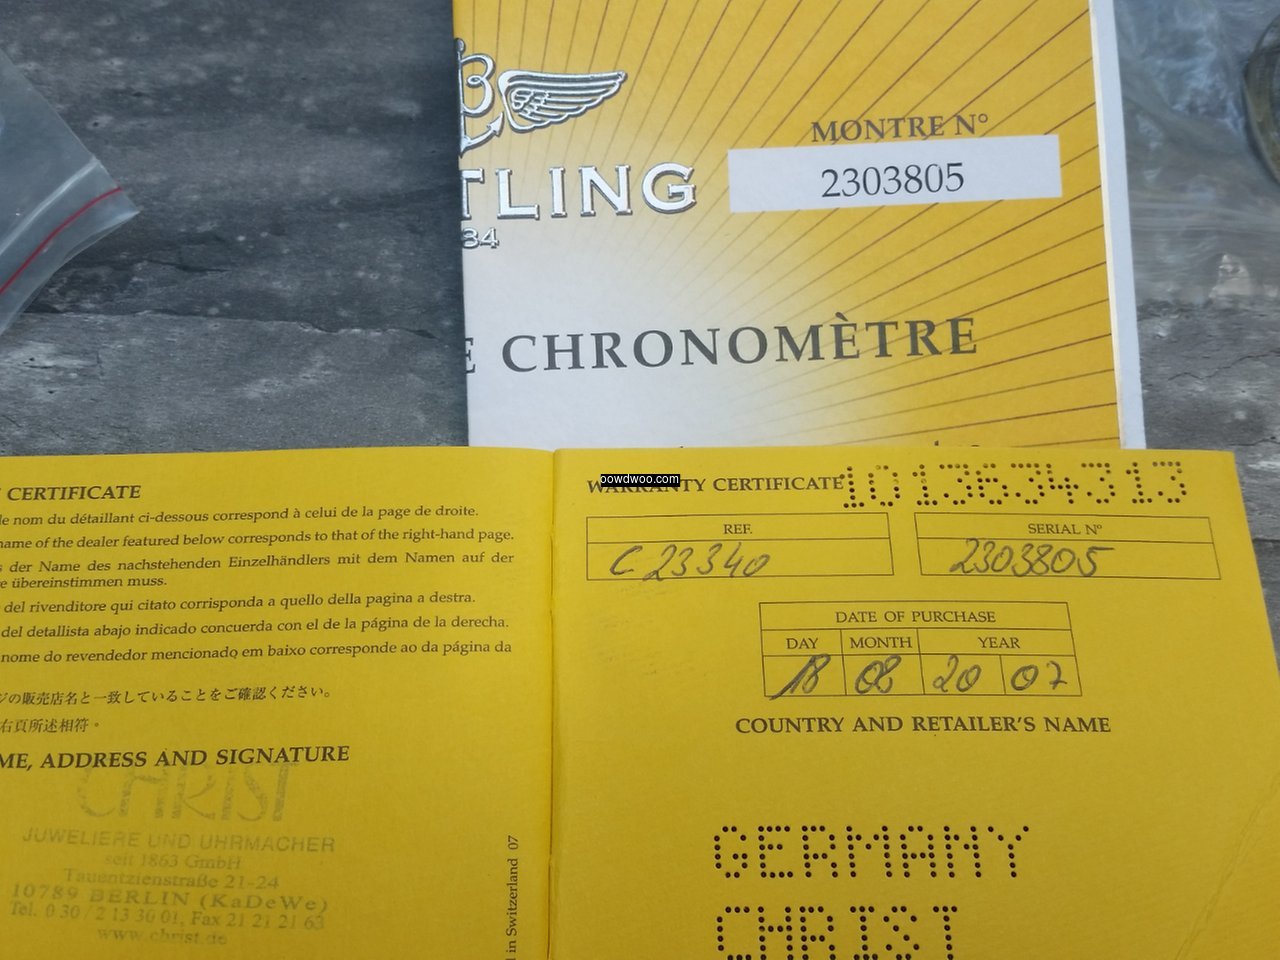 B
MONTRE N°
2303805
TLING
84
E CHRONOMÈTRE
CERTIFICATE
le nom du détaillant ci-dessous correspond à celui de la page de droite.
name of the dealer featured below corresponds to that of the right-hand page.
s der Name des nachstehenden Einzelhändlers mit dem Namen auf der
e übereinstimmen muss.
del rivenditore qui citato corrisponda a quello della pagina a destra.
del detallista abajo indicado concuerda con el de la página de la derecha.
nome do revendedor mencionado em baixo corresponde ao da página da
ジの販売店名と一致していることをご確認ください。
右頁所述相符。
ME, ADDRESS AND SIGNATURE
CHRIST
JUWELIERE UND UHRMACHER
seit 1863 GmbH
Tauentzienstraße 21-24
10789 BERLIN (KaDeWe)
Tel. 0 30 / 2 13 30 01, Fax 21 21 21 63
www.christ.de
in Switzerland 07
oowdwoo.com
WARRANTY CERTIFICATE
1013634313
REF.
C 23340
SERIAL N°
2303805
DATE OF PURCHASE
DAY MONTH YEAR
18 08 20 07
COUNTRY AND RETAILER'S NAME
GERMANY
CHRIST